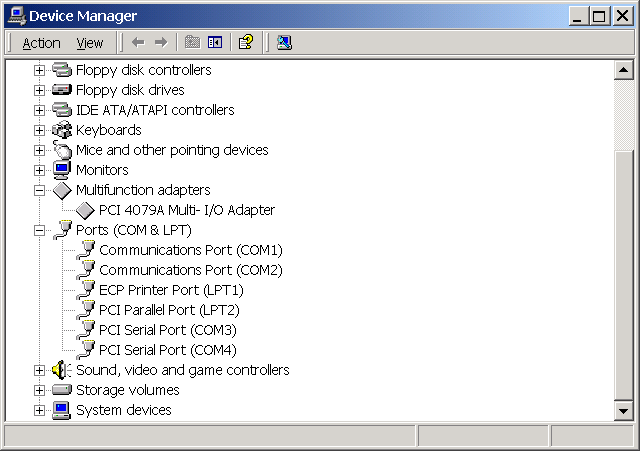 Device Manager
Action View
Floppy disk controllers
Floppy disk drives
IDE ATA/ATAPI controllers
Keyboards
Mice and other pointing devices
Monitors
Multifunction adapters
PCI 4079A Multi- I/O Adapter
Ports (COM & LPT)
Communications Port (COM1)
Communications Port (COM2)
ECP Printer Port (LPT1)
PCI Parallel Port (LPT2)
PCI Serial Port (COM3)
PCI Serial Port (COM4)
Sound, video and game controllers
Storage volumes
System devices